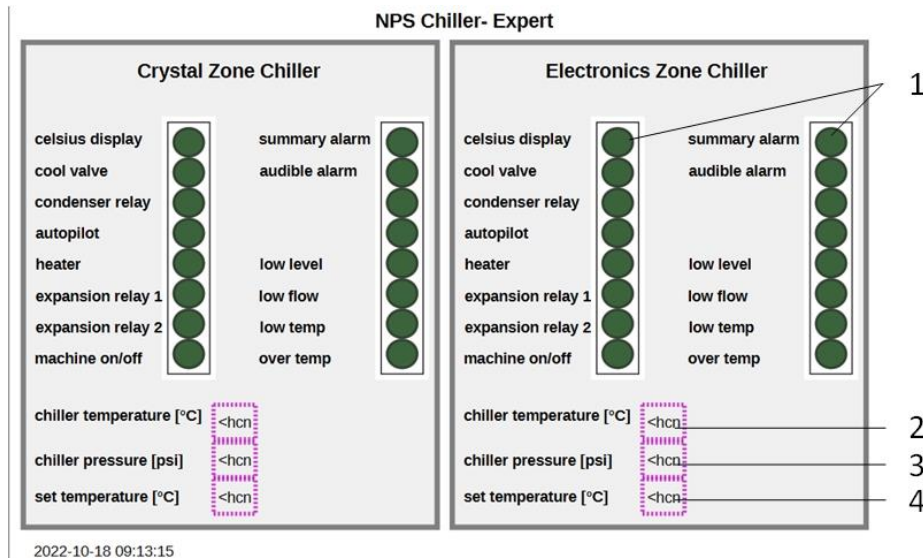 NPS Chiller- Expert
Crystal Zone Chiller
celsius display
cool valve
condenser relay
autopilot
heater
expansion relay 1
expansion relay 2
machine on/off
summary alarm
audible alarm
low level
low flow
low temp
over temp
chiller temperature [°C] <hcn
chiller pressure [psi] <hcn
set temperature [°C] <hcn
Electronics Zone Chiller
celsius display
cool valve
condenser relay
autopilot
heater
expansion relay 1
expansion relay 2
machine on/off
summary alarm
audible alarm
low level
low flow
low temp
over temp
chiller temperature [°C] <hcn
chiller pressure [psi] <hcn
set temperature [°C] <hcn
1
2
3
4
2022-10-18 09:13:15